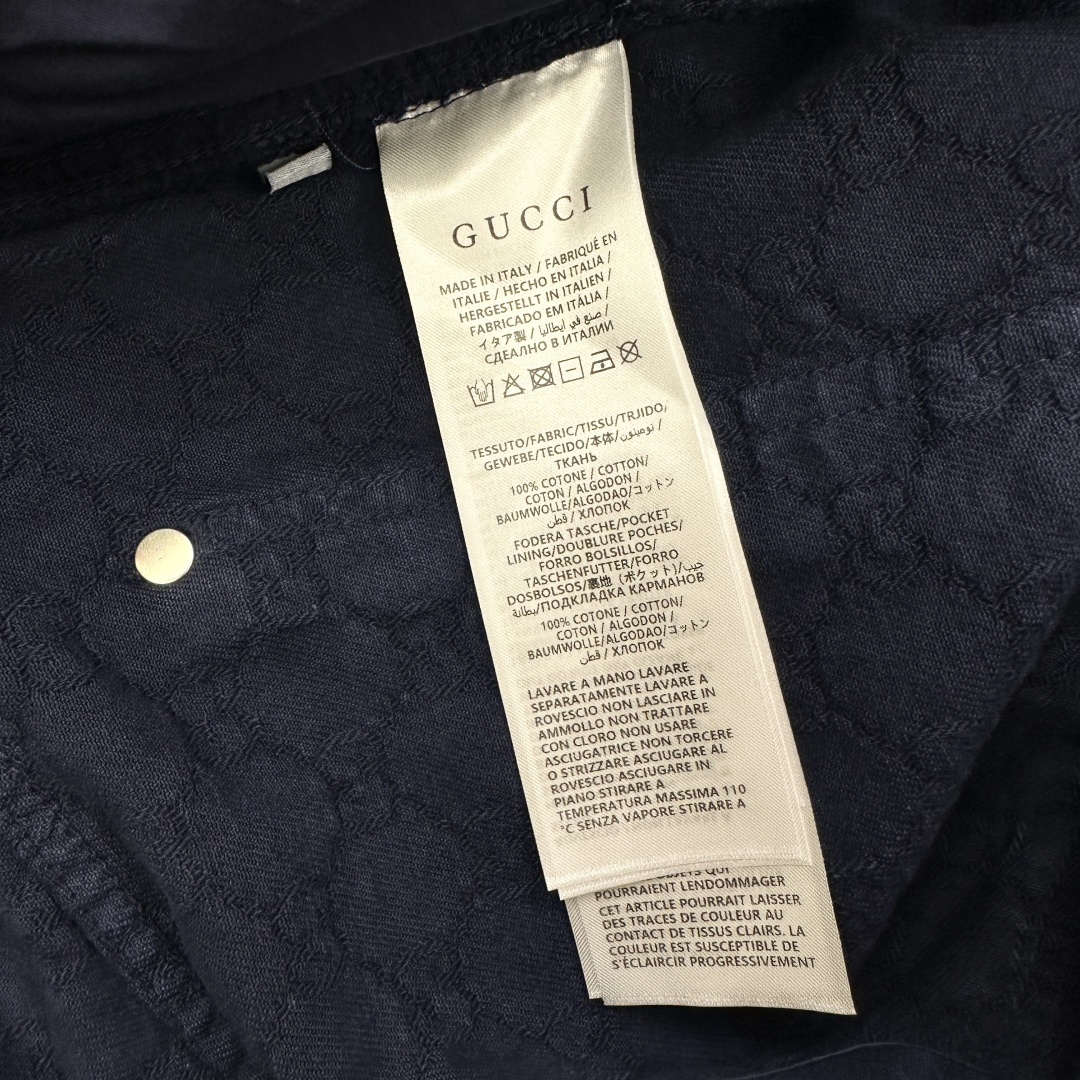 GUCCI
MADE IN ITALY / FABRIQUÉ EN
ITALIE / HECHO EN ITALIA /
HERGESTELLT IN ITALIEN /
FABRICADO EM ITÁLIA /
イタア製 / صنع في ايطاليا /
СДЕАЛНО В ИТАЛИИ
TESSUTO/FABRIC/TISSU/TRJIDO,
GEWEBE/TECIDO/本体/نومينون /
ТКАНЬ
100% COTONE / COTTON/
COTON / ALGODON /
BAUMWOLLE/ALGODAO/コットン
قطن / ХЛОПОК
FODERA TASCHE/POCKET
LINING/DOUBLURE POCHES/
FORRO BOLSILLOS/
TASCHENFUTTER/FORRO
DOSBOLSOS/裏地 (ポケット)/جيب
بطانة/ПОДКЛАДКА КАРМАНОВ
100% COTONE / COTTON/
COTON / ALGODON /
BAUMWOLLE/ALGODAO/コットン
قطن / ХЛОПОК
LAVARE A MANO LAVARE
SEPARATAMENTE LAVARE A
ROVESCIO NON LASCIARE IN
AMMOLLO NON TRATTARE
CON CLORO NON USARE
ASCIUGATRICE NON TORCERE
O STRIZZARE ASCIUGARE AL
ROVESCIO ASCIUGARE IN
PIANO STIRARE A
TEMPERATURA MASSIMA 110
°C SENZA VAPORE STIRARE A
OBJETS QUI
POURRAIENT LENDOMMAGER
CET ARTICLE POURRAIT LAISSER
DES TRACES DE COULEUR AU
CONTACT DE TISSUS CLAIRS. LA
COULEUR EST SUSCEPTIBLE DE
S'ÉCLAIRCIR PROGRESSIVEMENT